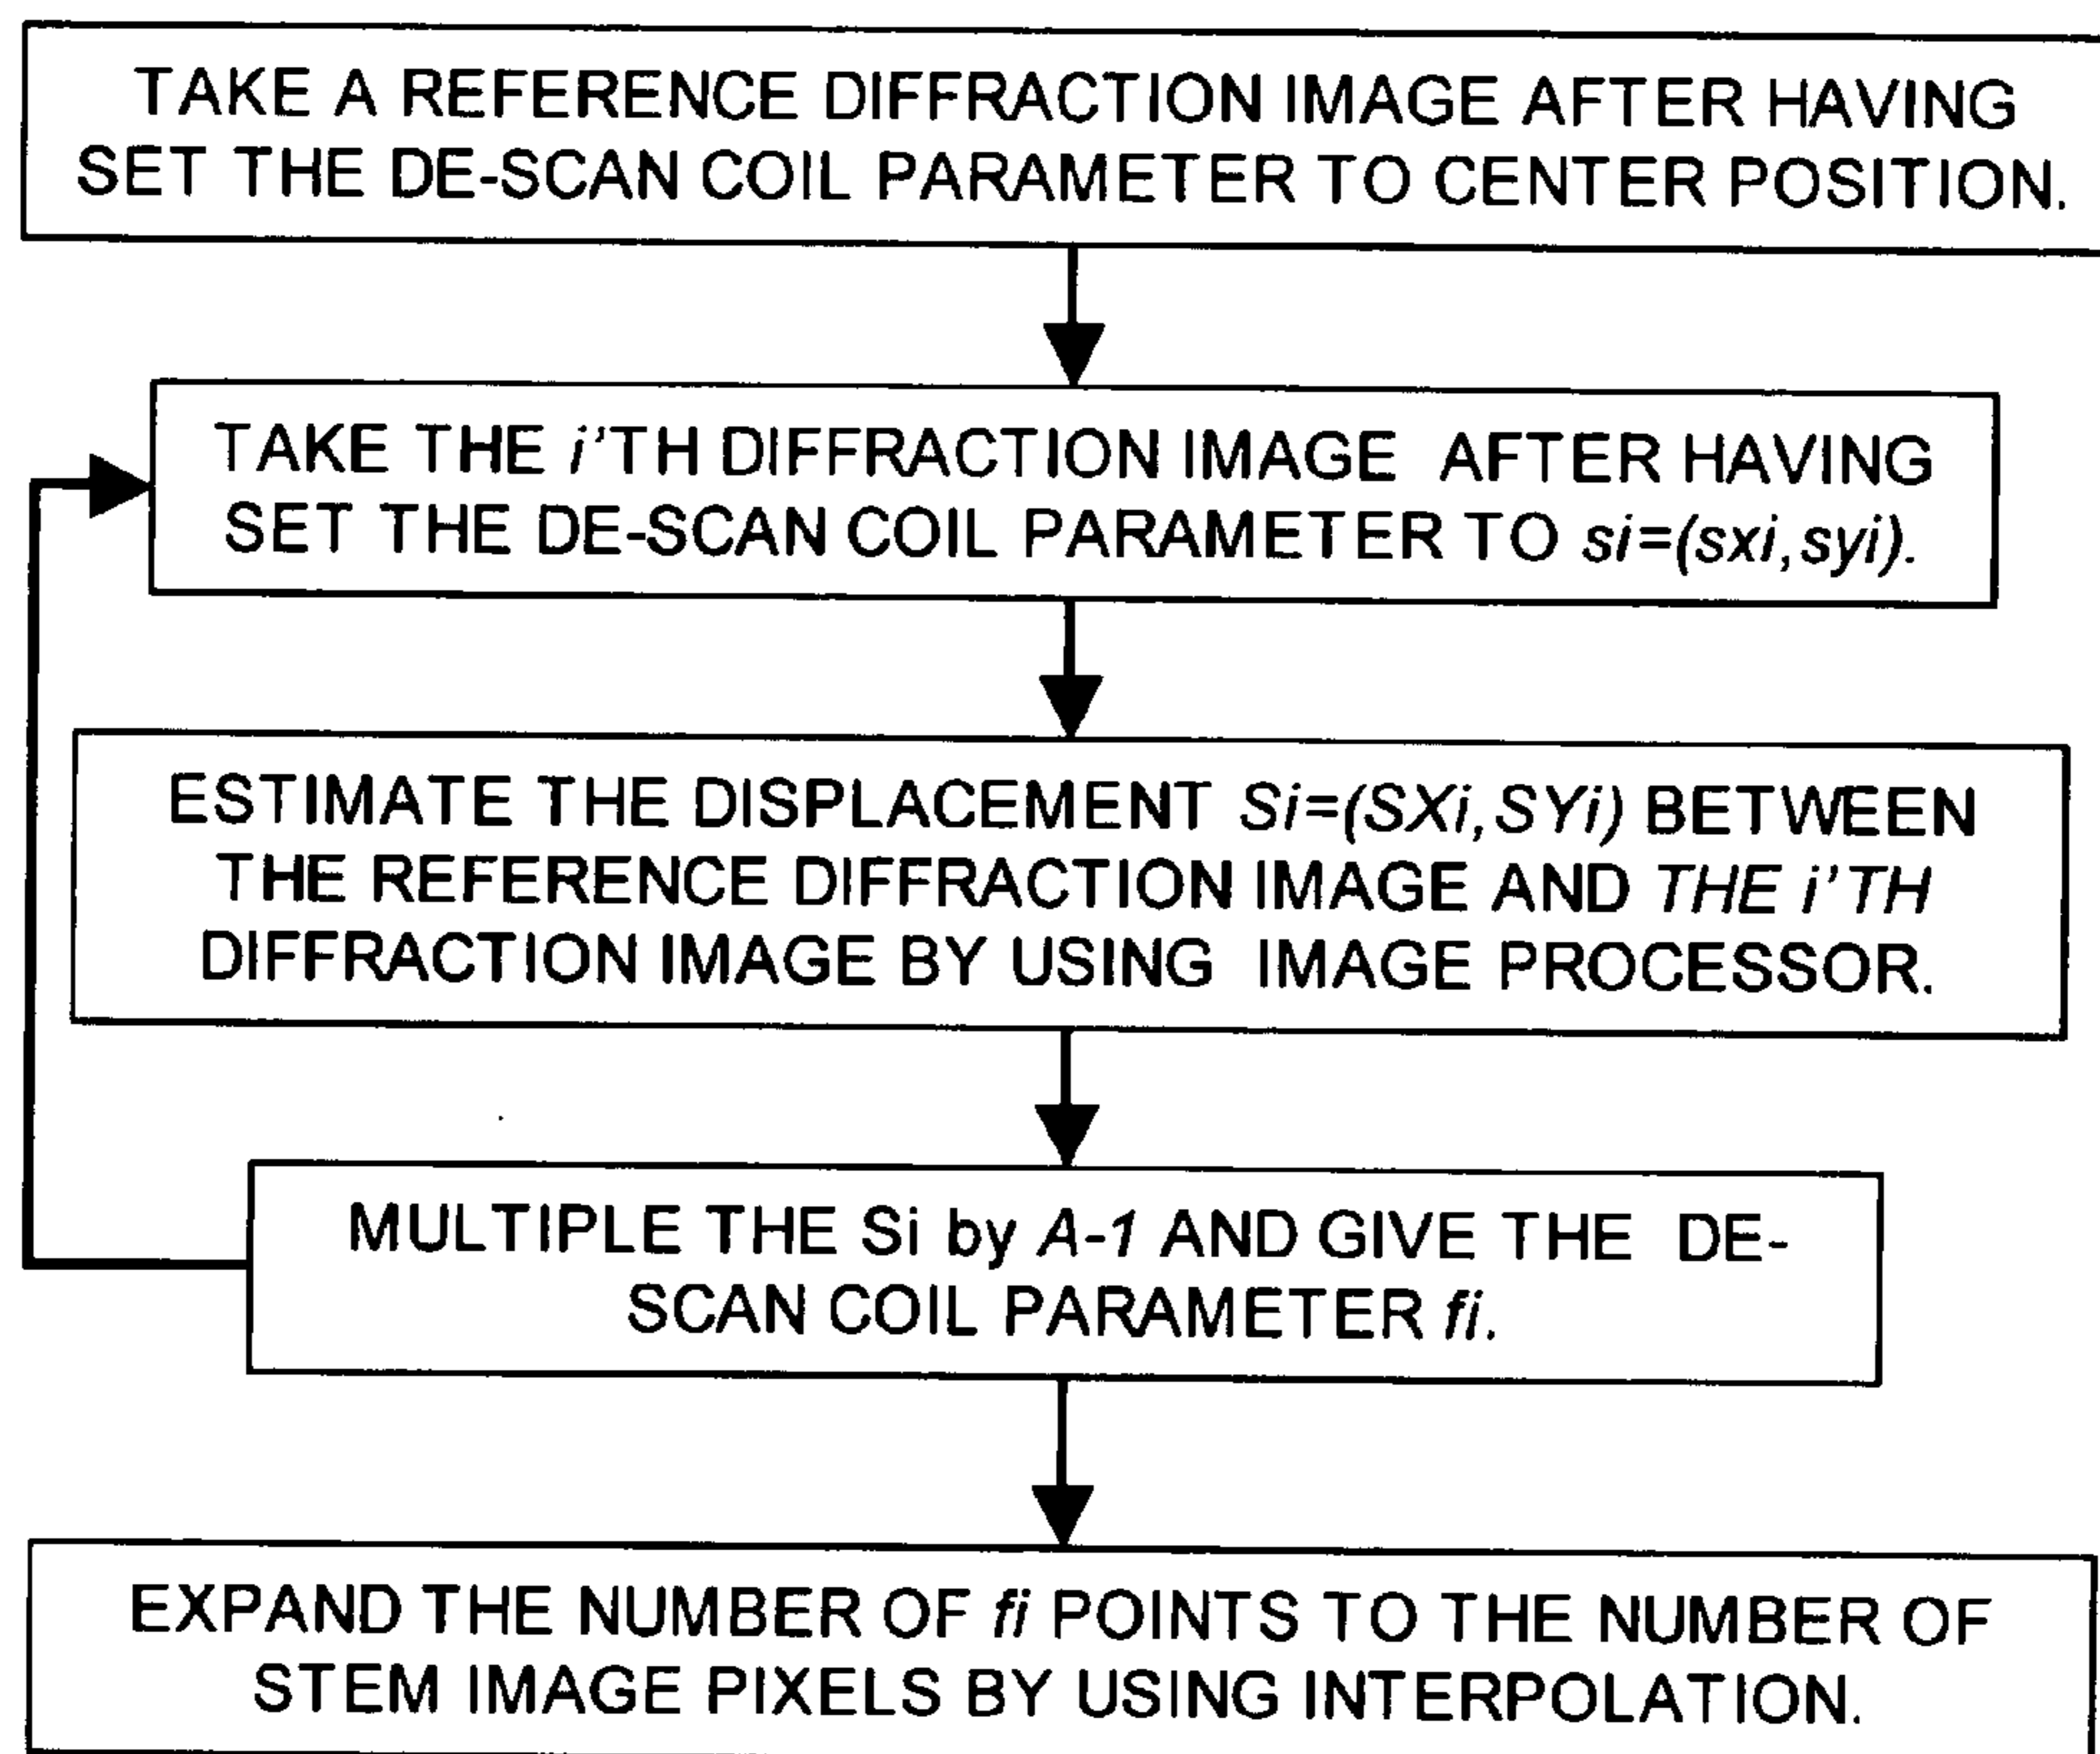 TAKE A REFERENCE DIFFRACTION IMAGE AFTER HAVING
SET THE DE-SCAN COIL PARAMETER TO CENTER POSITION.
TAKE THE i'TH DIFFRACTION IMAGE AFTER HAVING
SET THE DE-SCAN COIL PARAMETER TO si=(sxi,syi).
ESTIMATE THE DISPLACEMENT Si=(SXi,SYi) BETWEEN
THE REFERENCE DIFFRACTION IMAGE AND THE i'TH
DIFFRACTION IMAGE BY USING IMAGE PROCESSOR.
MULTIPLE THE Si by A-1 AND GIVE THE DE-
SCAN COIL PARAMETER fi.
EXPAND THE NUMBER OF fi POINTS TO THE NUMBER OF
STEM IMAGE PIXELS BY USING INTERPOLATION.